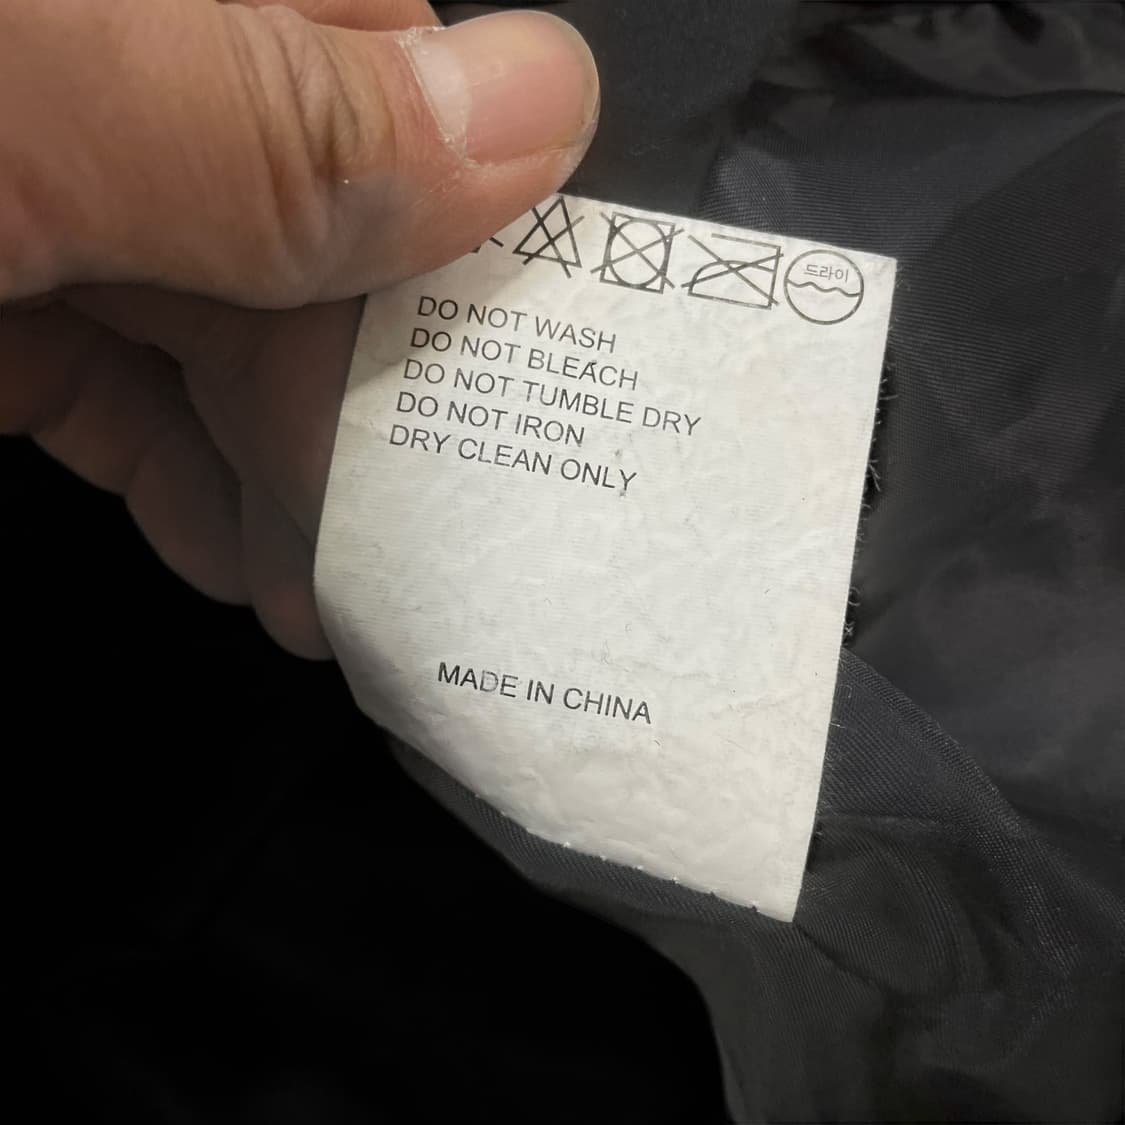 드라이
DO NOT WASH
DO NOT BLEACH
DO NOT TUMBLE DRY
DO NOT IRON
DRY CLEAN ONLY
MADE IN CHINA